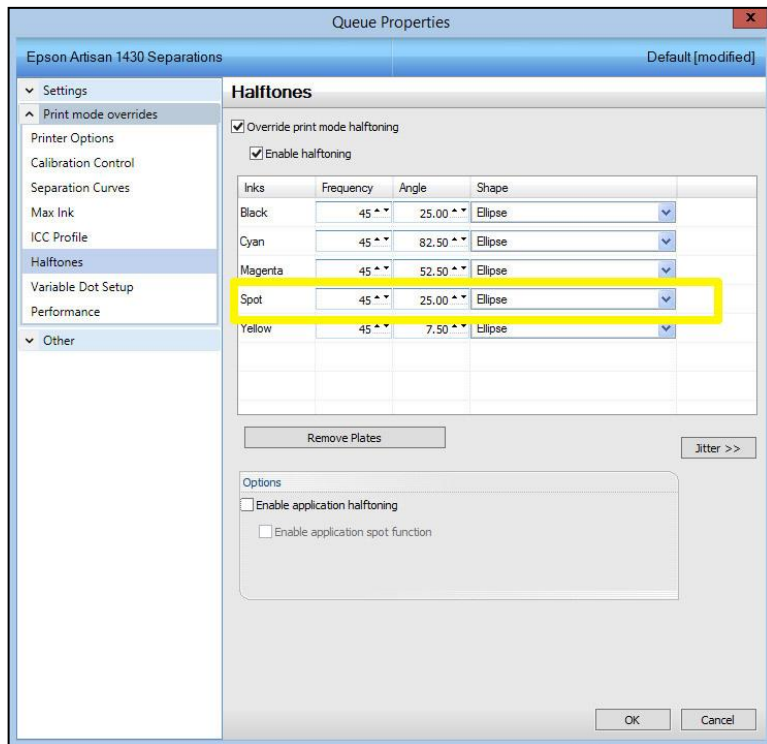 Queue Properties
x
Epson Artisan 1430 Separations Default [modified]
Settings
Print mode overrides
Printer Options
Calibration Control
Separation Curves
Max Ink
ICC Profile
Halftones
Variable Dot Setup
Performance
Other
Halftones
Override print mode halftoning
Enable halftoning
Inks Frequency Angle Shape
Black 45 25.00 Ellipse
Cyan 45 82.50 Ellipse
Magenta 45 52.50 Ellipse
Spot 45 25.00 Ellipse
Yellow 45 7.50 Ellipse
Remove Plates
Jitter >>
Options
Enable application halftoning
Enable application spot function
OK Cancel